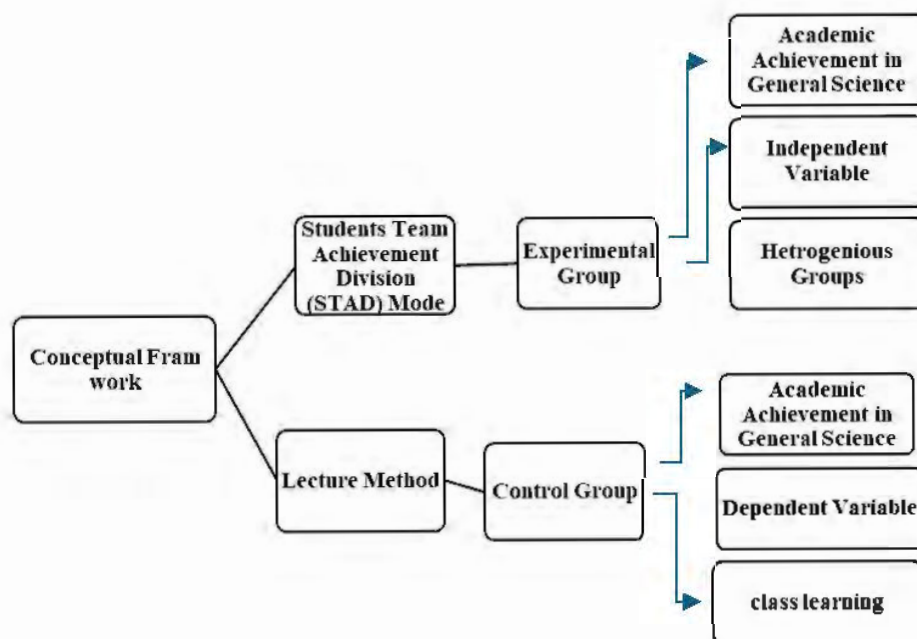 Academic
Achievement in
General Science
Independent
Variable
Students Team
Achievement
Division
(STAD) Mode
Experimental
Group
Hetrogenious
Groups
Conceptual Fram
work
Lecture Method
Control Group
Academic
Achievement in
General Science
Dependent Variable
class learning